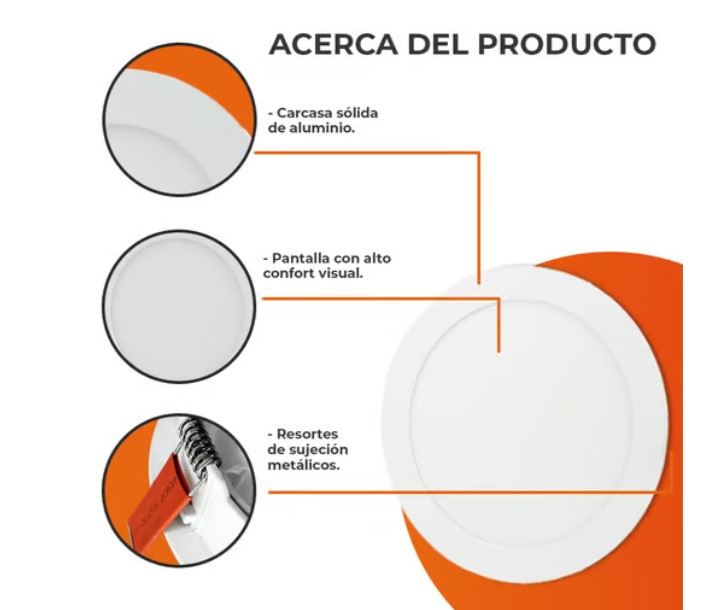 ACERCA DEL PRODUCTO
- Carcasa sólida
de aluminio.
- Pantalla con alto
confort visual.
- Resortes
de sujeción
metálicos.